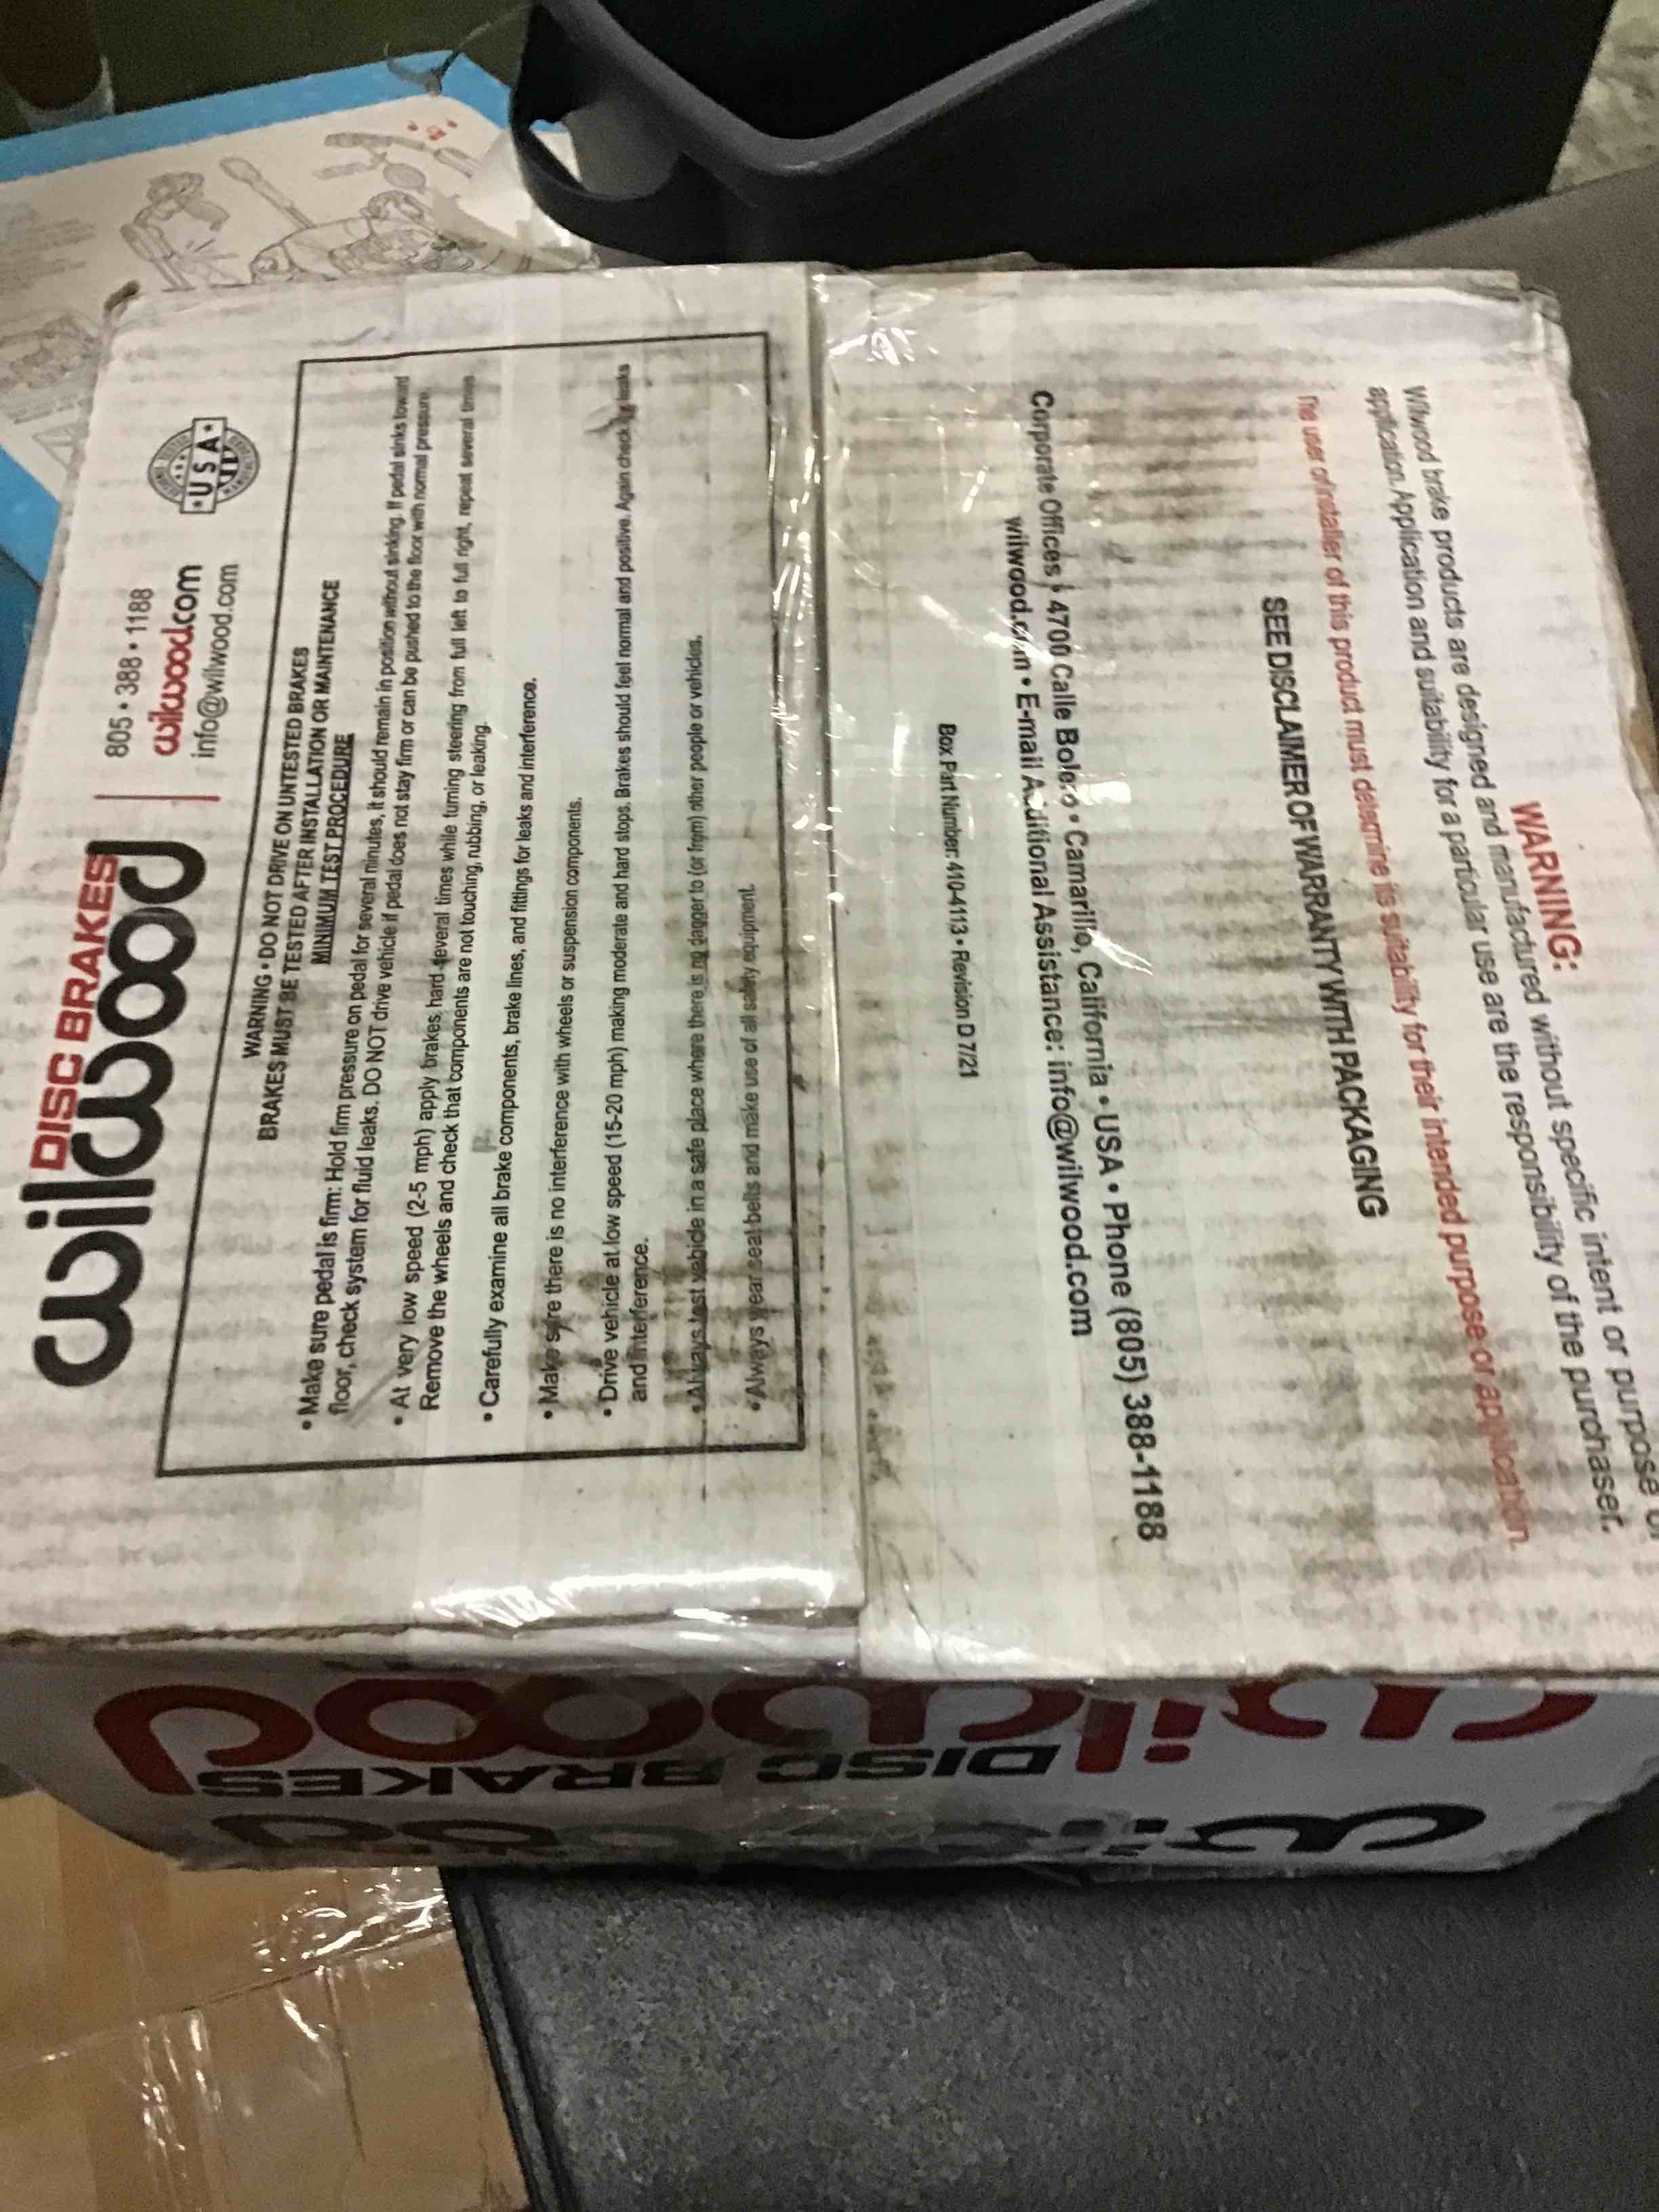 DISC BRAKES
wilwood
805 • 388 • 1188
wilwood.com
info@wilwood.com
• USA •
WARNING • DO NOT DRIVE ON UNTESTED BRAKES
BRAKES MUST BE TESTED AFTER INSTALLATION OR MAINTENANCE
MINIMUM TEST PROCEDURE
• Make sure pedal is firm: Hold firm pressure on pedal for several minutes, it should remain in position without sinking. If pedal sinks toward
floor, check system for fluid leaks. DO NOT drive vehicle if pedal does not stay firm or can be pushed to the floor with normal pressure.
• At very low speed (2-5 mph) apply brakes hard several times while turning steering from full left to full right, repeat several times.
Remove the wheels and check that components are not touching, rubbing, or leaking.
• Carefully examine all brake components, brake lines, and fittings for leaks and interference.
• Make sure there is no interference with wheels or suspension components.
• Drive vehicle at low speed (15-20 mph) making moderate and hard stops. Brakes should feel normal and positive. Again check for leaks
and interference.
• Always test vehicle in a safe place where there is no danger to (or from) other people or vehicles.
• Always wear seat belts and make use of all safety equipment.
WARNING:
Wilwood brake products are designed and manufactured without specific intent or purpose or
application. Application and suitability for a particular use are the responsibility of the purchaser.
The user or installer of this product must determine its suitability for their intended purpose or application.
SEE DISCLAIMER OF WARRANTY WITH PACKAGING
Corporate Offices • 4700 Calle Bolero • Camarillo, California • USA • Phone (805) 388-1188
wilwood.com • E-mail Additional Assistance: info@wilwood.com
Box Part Number: 410-4113 • Revision D 7/21
wilwood
DISC BRAKES